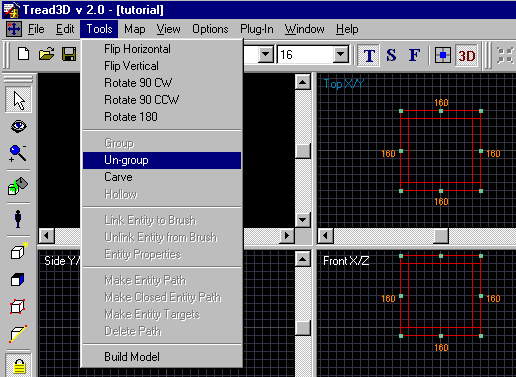 Tread3D v 2.0 - [tutorial]
File Edit Tools Map View Options Plug-In Window Help
16 T S 3D
Flip Horizontal
Flip Vertical
Rotate 90 CW
Rotate 90 CCW
Rotate 180
Group
Un-group
Carve
Hollow
Link Entity to Brush
Unlink Entity from Brush
Entity Properties
Make Entity Path
Make Closed Entity Path
Make Entity Targets
Delete Path
Build Model
Top X/Y
160
160 160
160
Side Y/
Front X/Z
160 160
160